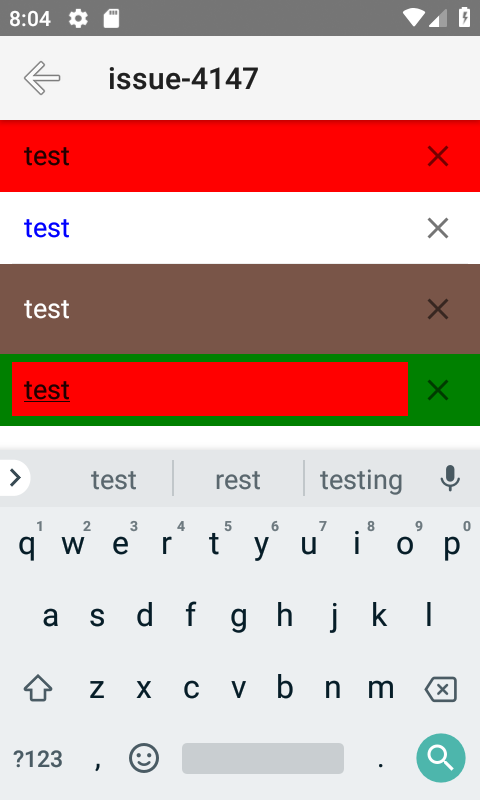 8:04
issue-4147
test
test
test
test
test rest testing
1 2 3 4 5 6 7 8 9 0
q w e r t y u i o p
a s d f g h j k l
z x c v b n m
?123 , .